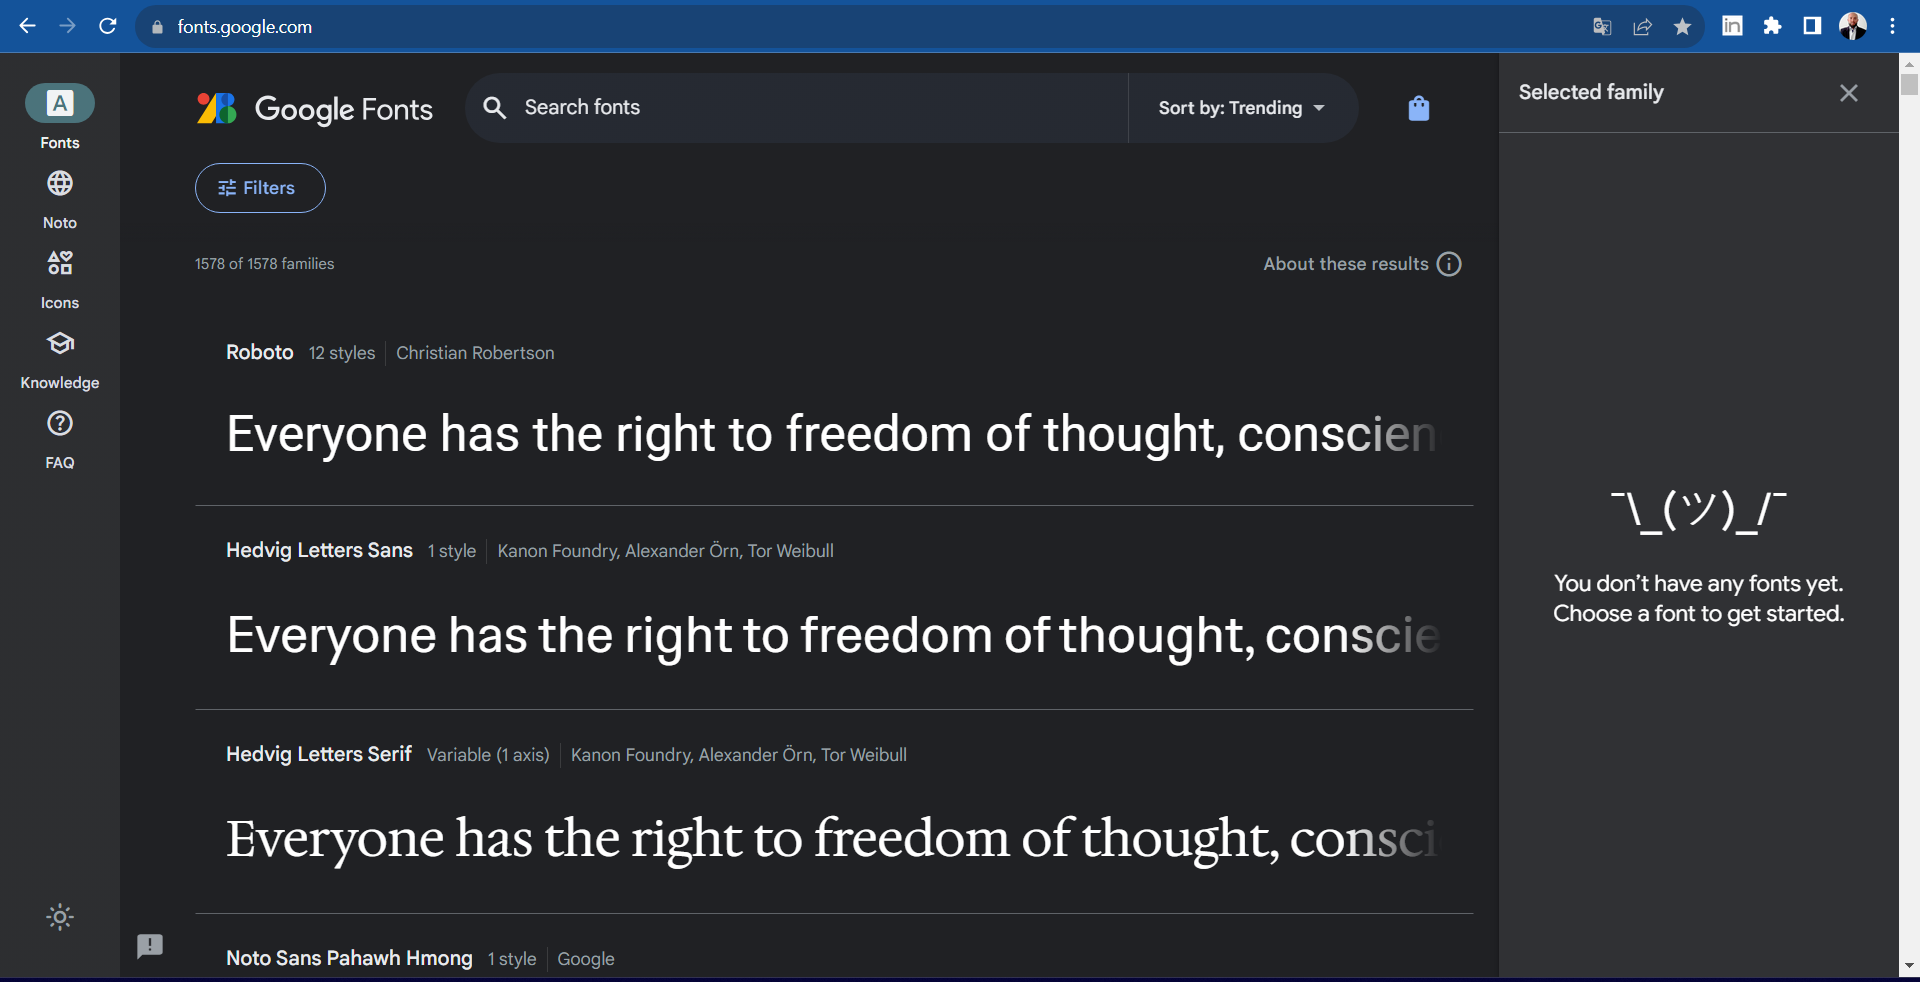 fonts.google.com
Selected family
Google Fonts
Search fonts
Sort by: Trending
Fonts
Filters
Noto
1578 of 1578 families
About these results
Icons
Roboto 12 styles Christian Robertson
Knowledge
Everyone has the right to freedom of thought, conscien
FAQ
Hedvig Letters Sans 1 style Kanon Foundry, Alexander Örn, Tor Weibull
Everyone has the right to freedom of thought, conscie
¯\_(ツ)_/¯
You don’t have any fonts yet.
Choose a font to get started.
Hedvig Letters Serif Variable (1 axis) Kanon Foundry, Alexander Örn, Tor Weibull
Everyone has the right to freedom of thought, consci
Noto Sans Pahawh Hmong 1 style Google